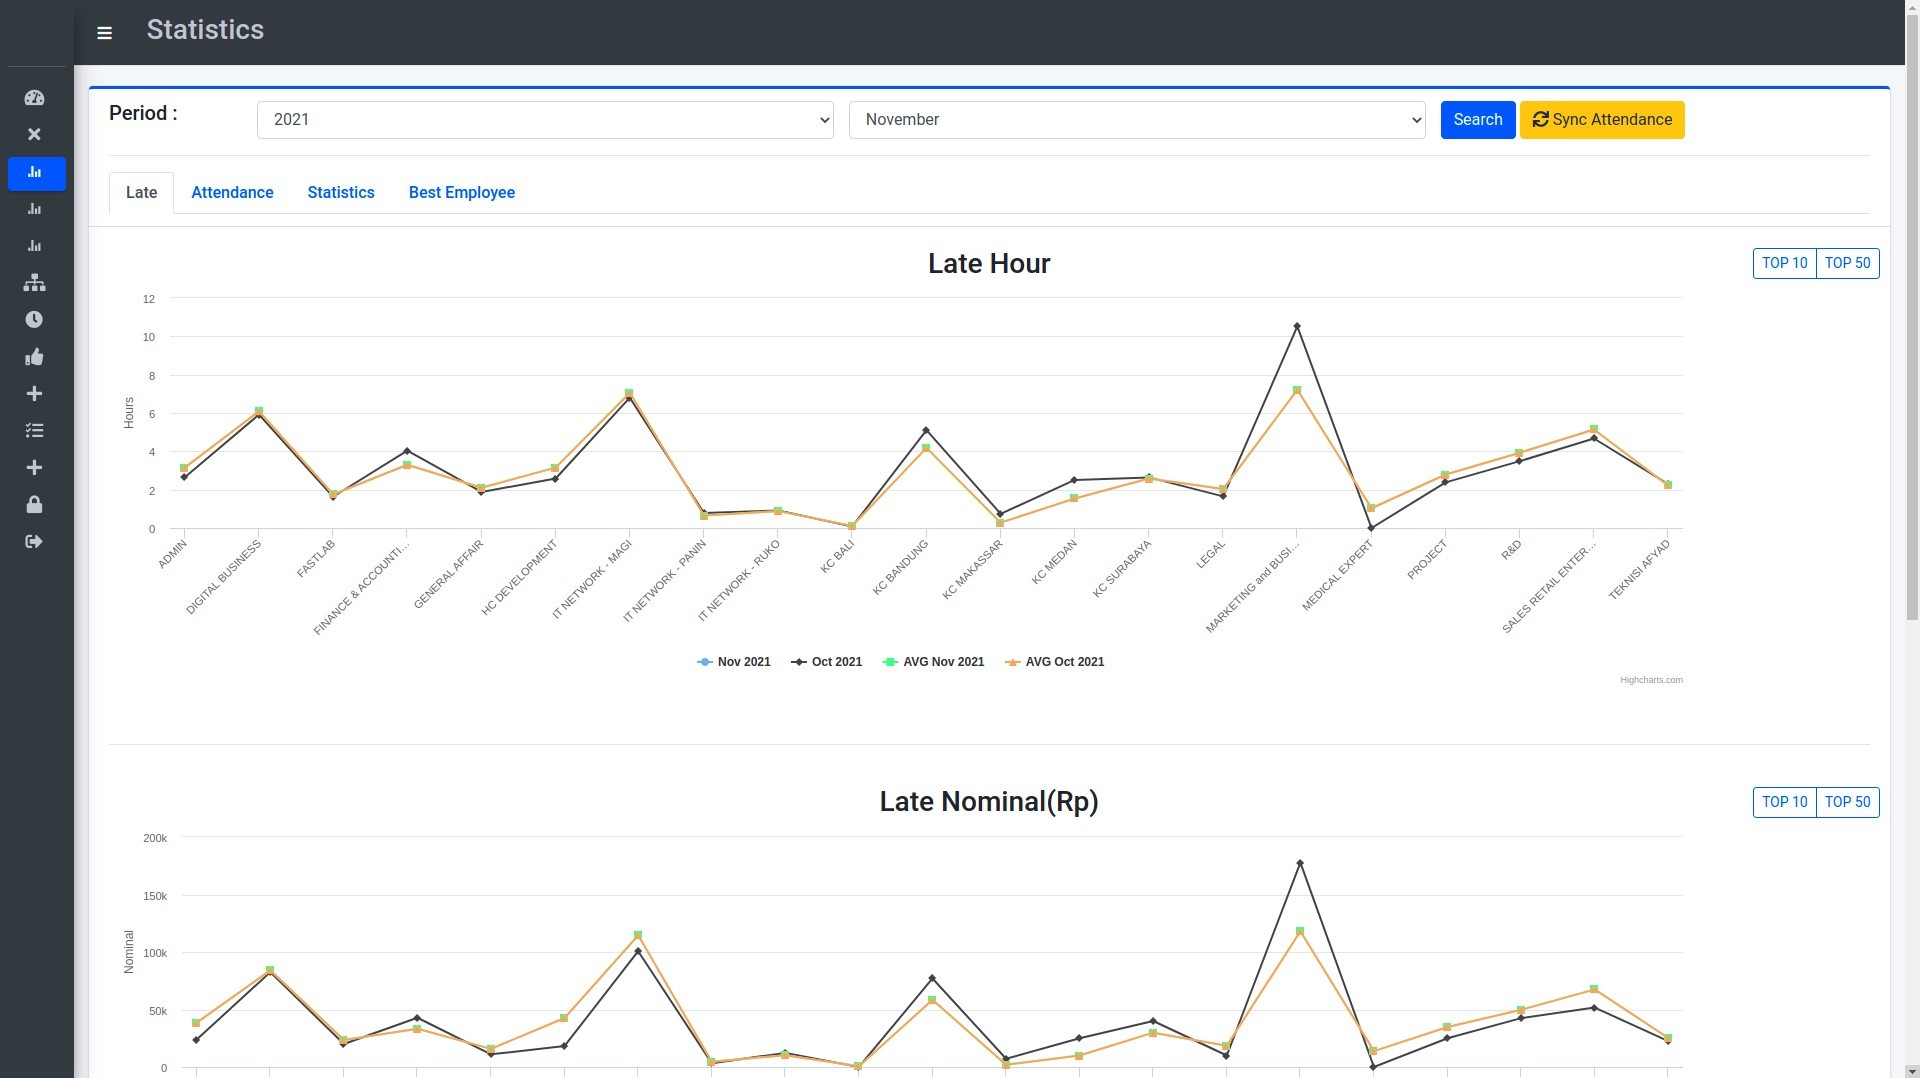 Statistics
Period :
2021
November
Search
Sync Attendance
Late
Attendance
Statistics
Best Employee
Late Hour
TOP 10
TOP 50
12
10
8
6
4
2
0
Hours
ADMIN
DIGITAL BUSINESS
FASTLAB
FINANCE & ACCOUNTI...
GENERAL AFFAIR
HC DEVELOPMENT
IT NETWORK - MAGI
IT NETWORK - PANIN
IT NETWORK - RUKO
KC BALI
KC BANDUNG
KC MAKASSAR
KC MEDAN
KC SURABAYA
LEGAL
MARKETING and BUSI...
MEDICAL EXPERT
PROJECT
R&D
SALES RETAIL ENTER...
TEKNISI AFYAD
Nov 2021
Oct 2021
AVG Nov 2021
AVG Oct 2021
Highcharts.com
Late Nominal(Rp)
TOP 10
TOP 50
200k
150k
100k
50k
0
Nominal